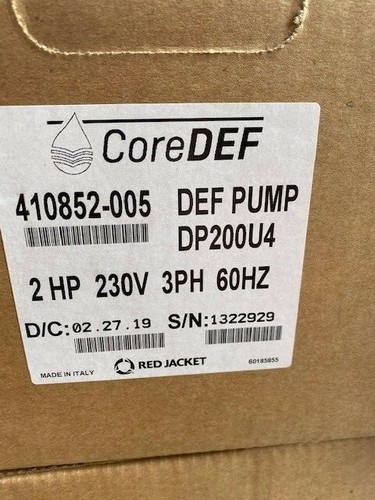 CoreDEF
410852-005 DEF PUMP
DP200U4
2 HP 230V 3PH 60HZ
D/C: 02.27.19 S/N: 1322929
MADE IN ITALY RED JACKET 60185855